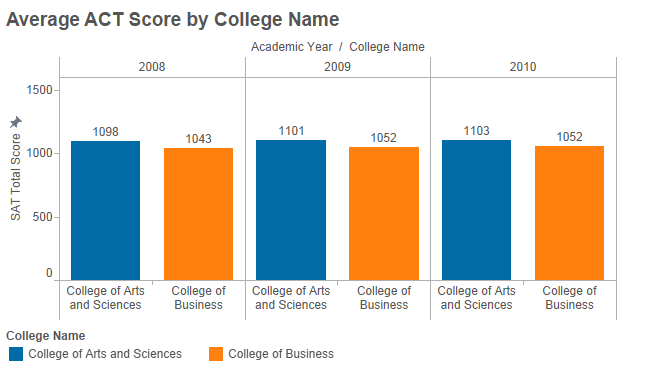 Average ACT Score by College Name
Academic Year / College Name
2008 2009 2010
SAT Total Score
1500
1000
500
0
1098 1043 1101 1052 1103 1052
College of Arts and Sciences
College of Business
College of Arts and Sciences
College of Business
College of Arts and Sciences
College of Business
College Name
College of Arts and Sciences College of Business